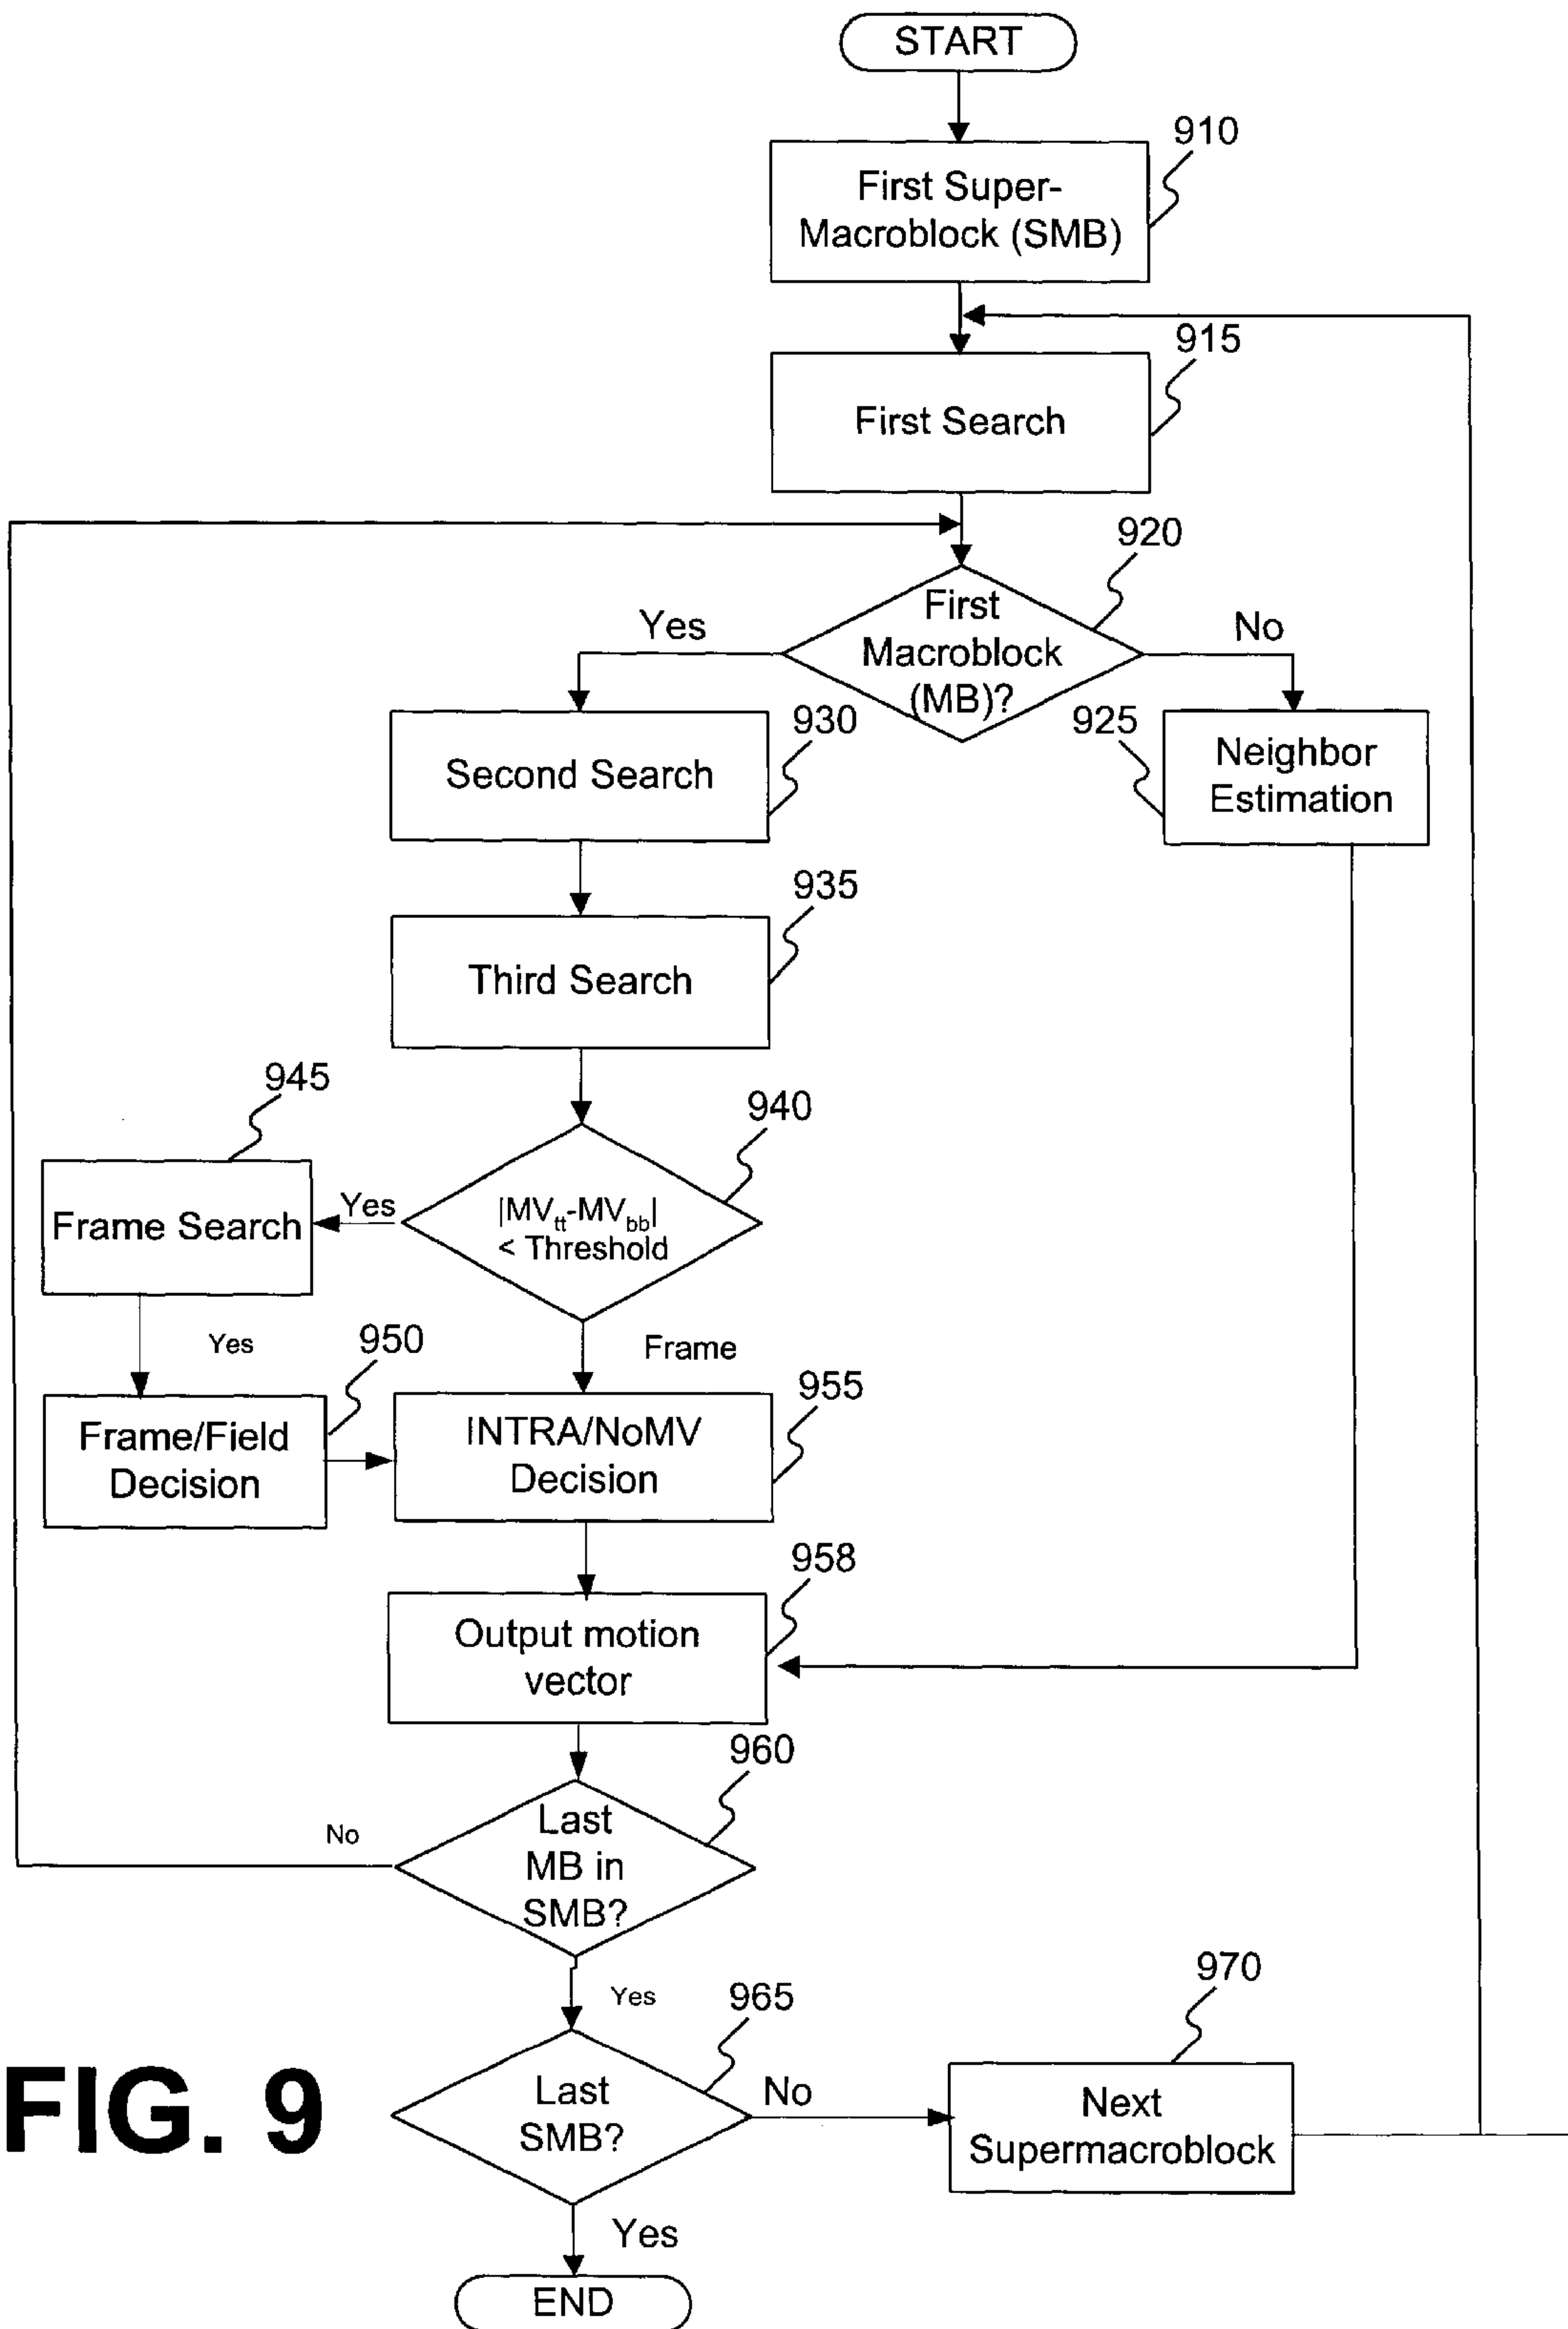 START
910
First Super-
Macroblock (SMB)
915
First Search
920
First
Macroblock
(MB)?
Yes
No
930
Second Search
925
Neighbor
Estimation
935
Third Search
945
940
Frame Search
Yes
|MVtt-MVbb|
< Threshold
Yes
950
Frame
955
Frame/Field
Decision
INTRA/NoMV
Decision
958
Output motion
vector
960
No
Last
MB in
SMB?
Yes
965
970
FIG. 9
Last
SMB?
No
Next
Supermacroblock
Yes
END